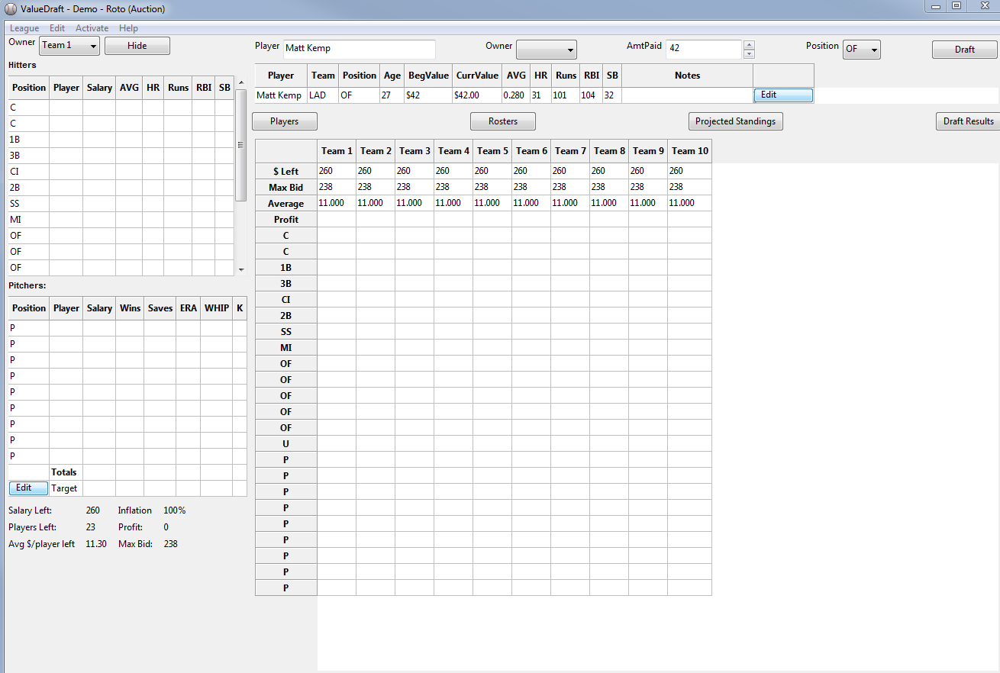 ValueDraft - Demo - Roto (Auction)
League Edit Activate Help
Owner Team 1 Hide Player Matt Kemp Owner AmtPaid 42 Position OF Draft
Hitters
Position Player Salary AVG HR Runs RBI SB
C
C
1B
3B
CI
2B
SS
MI
OF
OF
OF
Pitchers:
Position Player Salary Wins Saves ERA WHIP K
P
P
P
P
P
P
P
P
P
Totals
Edit Target
Salary Left: 260 Inflation 100%
Players Left: 23 Profit: 0
Avg $/player left 11.30 Max Bid: 238
Player Team Position Age BegValue CurrValue AVG HR Runs RBI SB Notes
Matt Kemp LAD OF 27 $42 $42.00 0.280 31 101 104 32 Edit
Players Rosters Projected Standings Draft Results
Team 1 Team 2 Team 3 Team 4 Team 5 Team 6 Team 7 Team 8 Team 9 Team 10
$ Left 260 260 260 260 260 260 260 260 260 260
Max Bid 238 238 238 238 238 238 238 238 238 238
Average 11.000 11.000 11.000 11.000 11.000 11.000 11.000 11.000 11.000 11.000
Profit
C
C
1B
3B
CI
2B
SS
MI
OF
OF
OF
OF
OF
U
P
P
P
P
P
P
P
P
P